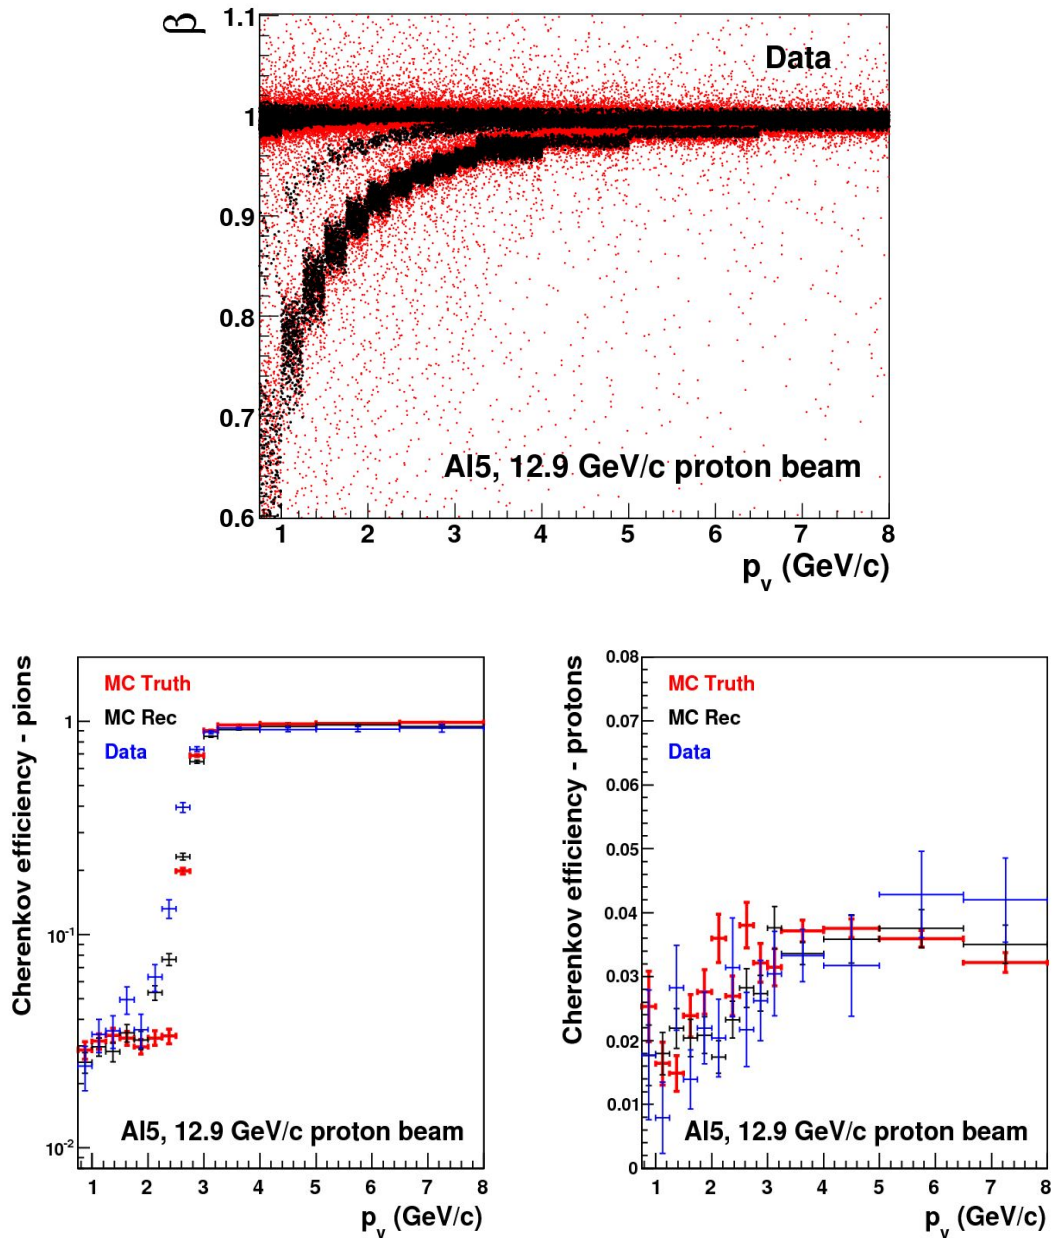 β
1.1
1
0.9
0.8
0.7
0.6
Data
Al5, 12.9 GeV/c proton beam
1 2 3 4 5 6 7 8
pv (GeV/c)
Cherenkov efficiency - pions
1
10-1
10-2
MC Truth
MC Rec
Data
Al5, 12.9 GeV/c proton beam
1 2 3 4 5 6 7 8
pv (GeV/c)
Cherenkov efficiency - protons
0.08
0.07
0.06
0.05
0.04
0.03
0.02
0.01
0
MC Truth
MC Rec
Data
Al5, 12.9 GeV/c proton beam
1 2 3 4 5 6 7 8
pv (GeV/c)